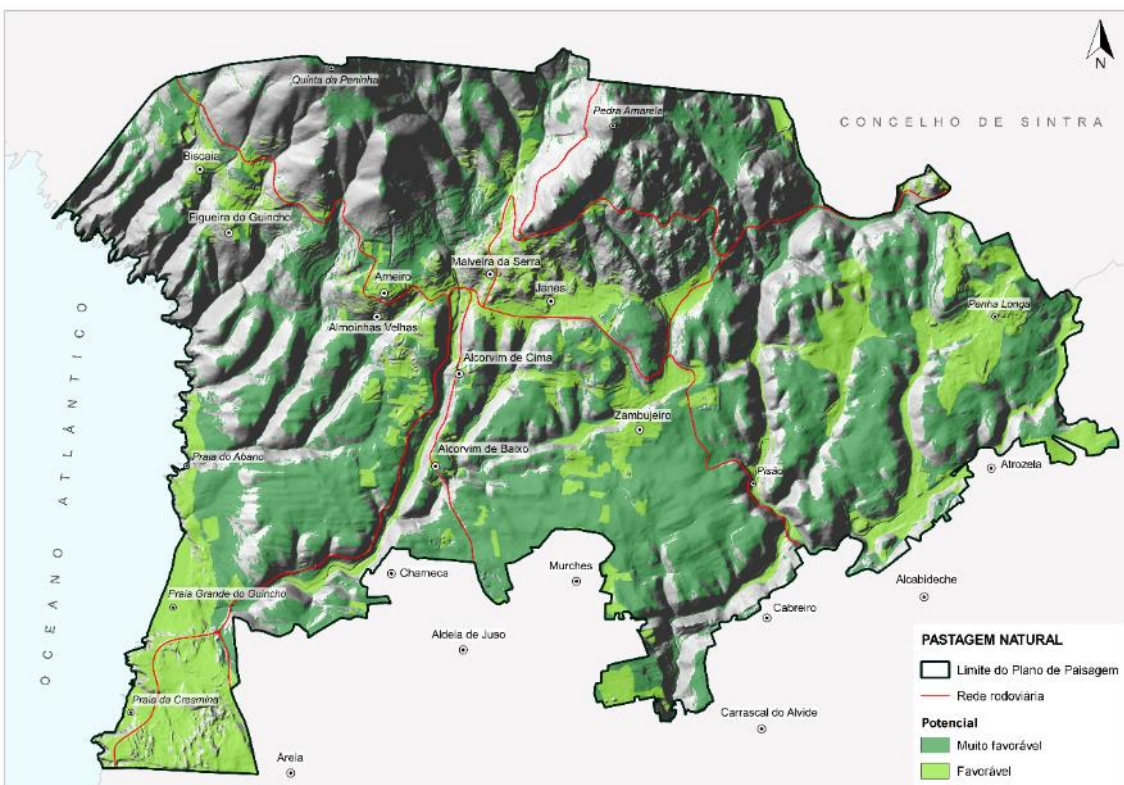 N
CONCELHO DE SINTRA
Quinta da Peninha
Pedra Amarela
Biscaia
Figueira do Guincho
Malveira da Serra
Arneiro
Janes
Penha Longa
Almoinhas Velhas
Alcorvim de Cima
Zambujeiro
Alcorvim de Baixo
Praia do Abano
Atrozela
Pisão
OCEANO ATLÂNTICO
Charneca
Murches
Alcabideche
Praia Grande do Guincho
Cabreiro
Aldeia de Juso
Praia da Cresmina
Carrascal do Alvide
Areia
PASTAGEM NATURAL
Limite do Plano de Paisagem
Rede rodoviária
Potencial
Muito favorável
Favorável